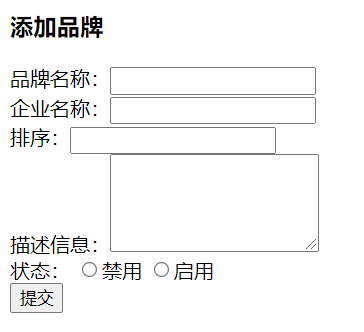 添加品牌
品牌名称：
企业名称：
排序：
描述信息：
状态： 禁用 启用
提交